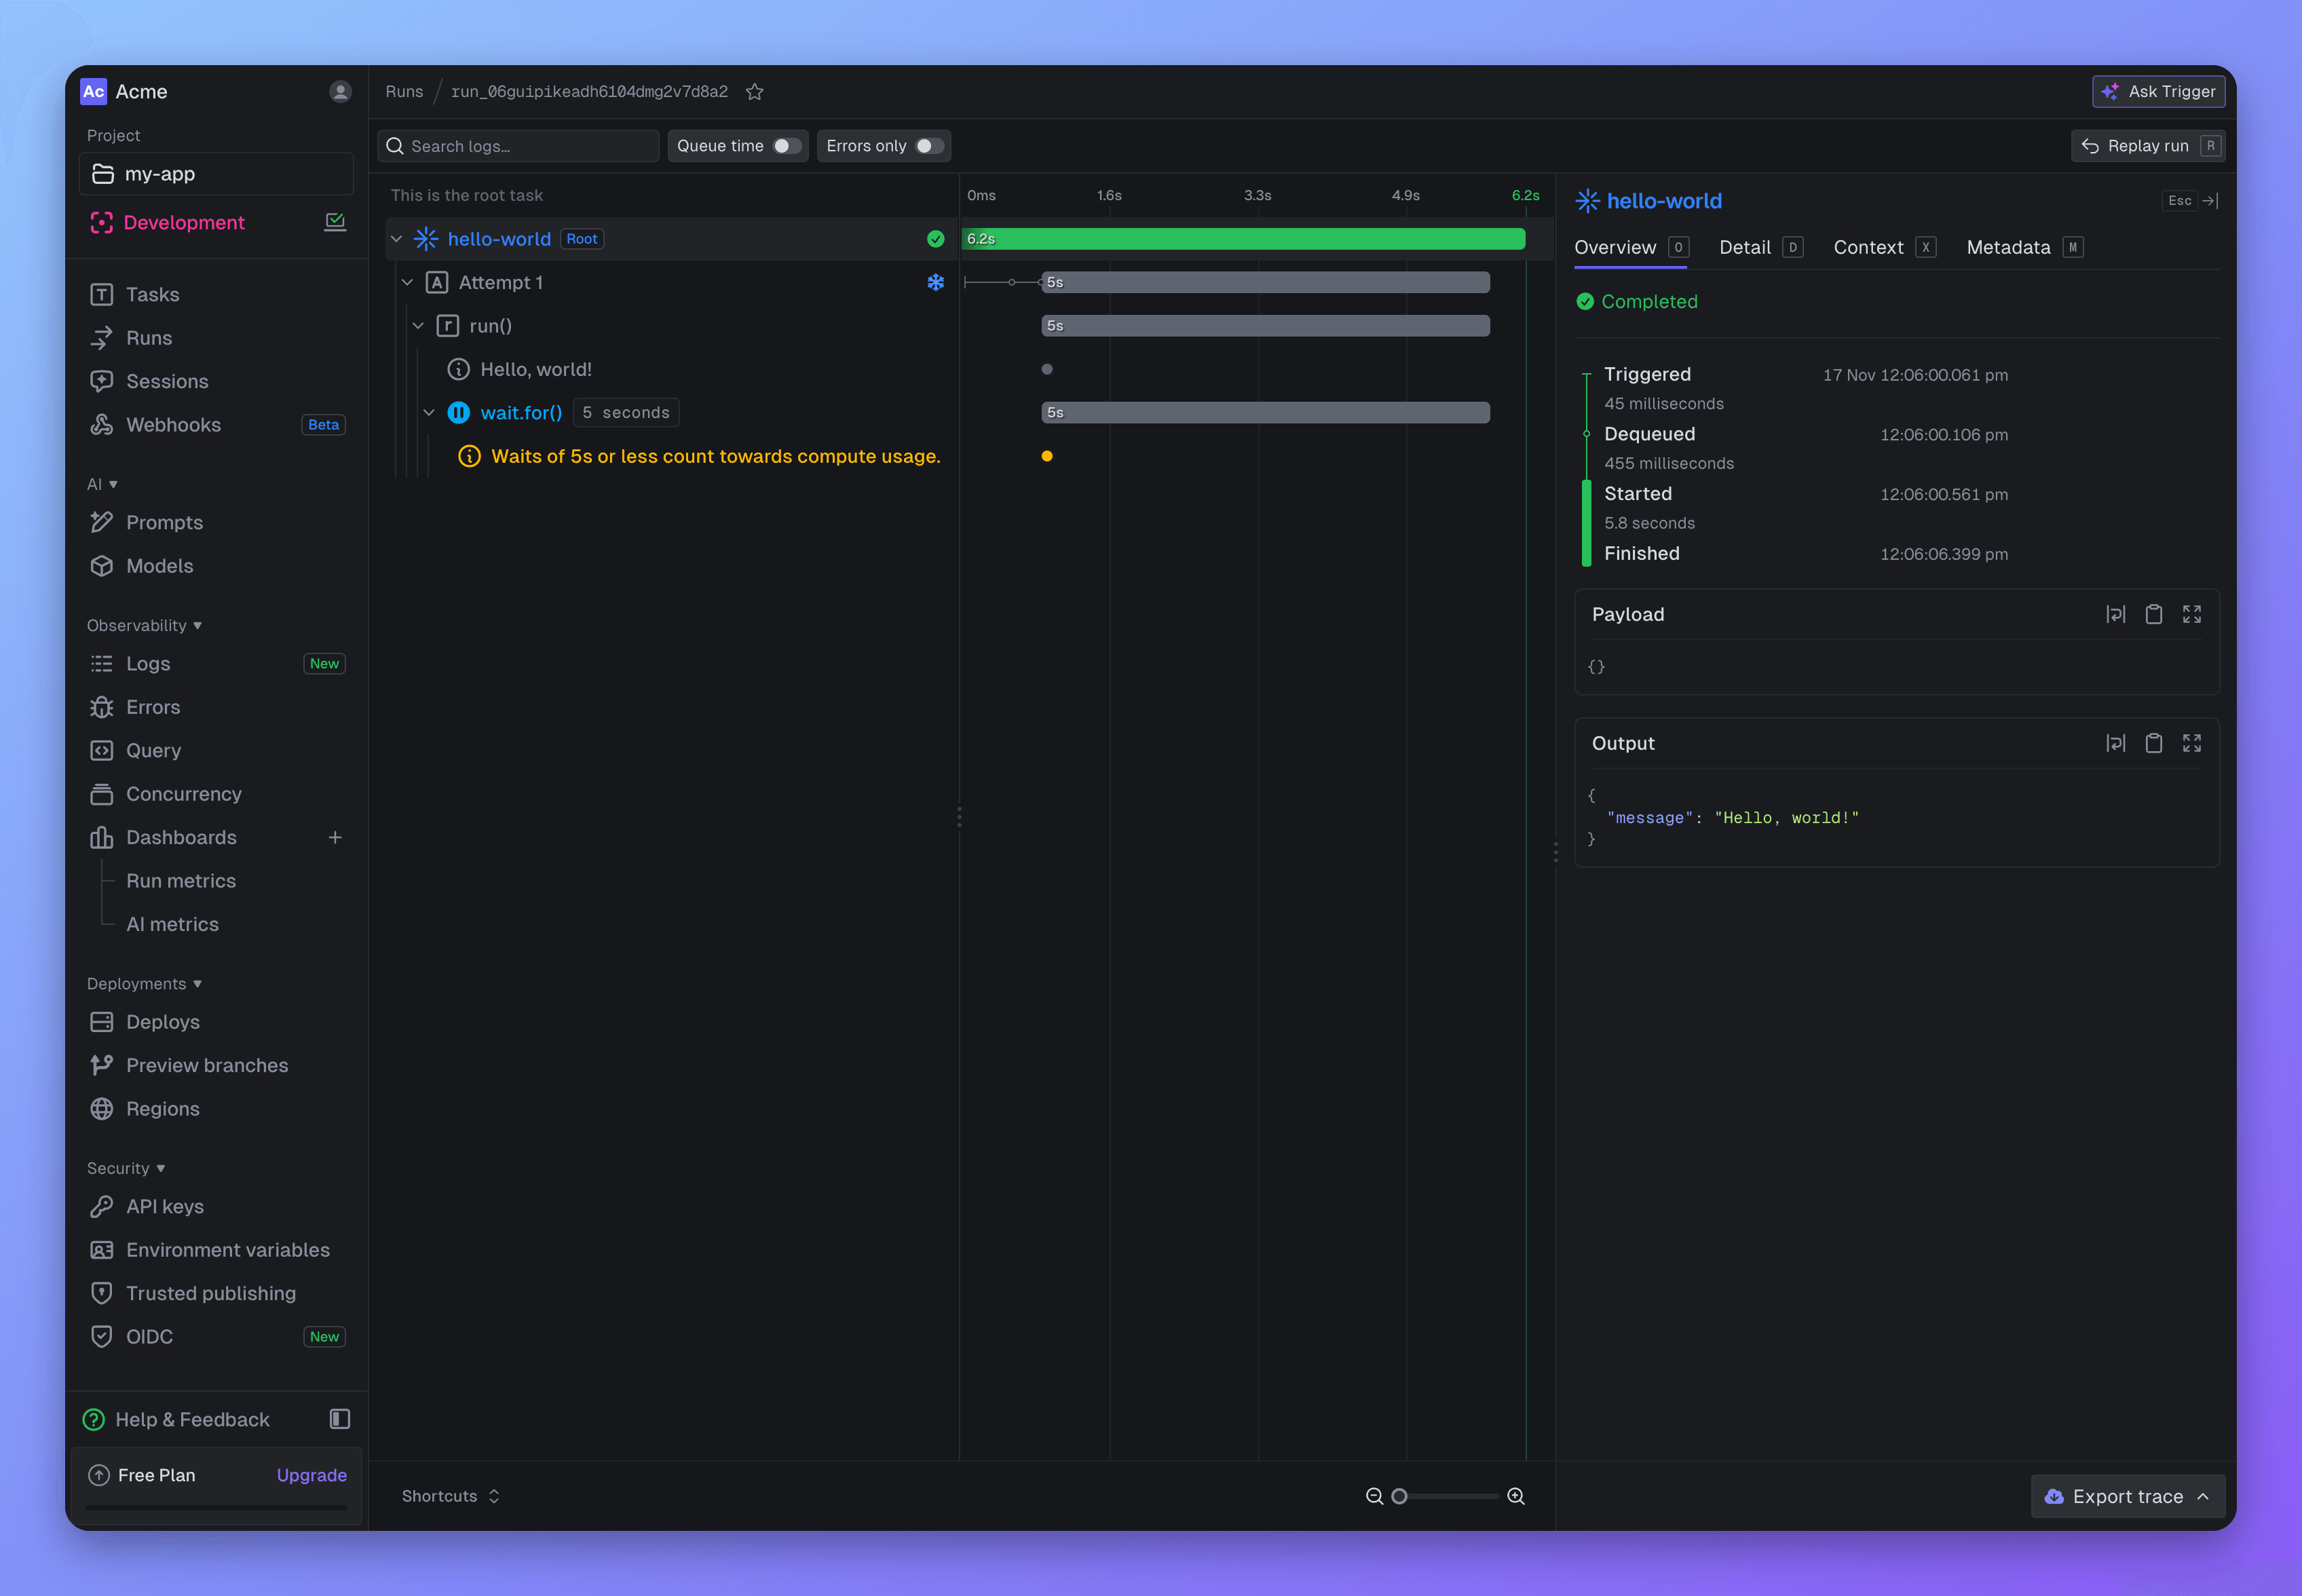 Ac Acme
Project
my-app
Development
Tasks
Runs
Sessions
Webhooks Beta
AI
Prompts
Models
Observability
Logs New
Errors
Query
Concurrency
Dashboards
Run metrics
AI metrics
Deployments
Deploys
Preview branches
Regions
Security
API keys
Environment variables
Trusted publishing
OIDC New
Help & Feedback
Free Plan Upgrade
Runs / run_06guipikeadh6104dmg2v7d8a2
Ask Trigger
Search logs... Queue time Errors only
Replay run R
This is the root task
0ms 1.6s 3.3s 4.9s 6.2s
hello-world Root 6.2s
A Attempt 1 5s
r run() 5s
Hello, world!
wait.for() 5 seconds 5s
Waits of 5s or less count towards compute usage.
Shortcuts
hello-world Esc
Overview O Detail D Context X Metadata M
Completed
Triggered 17 Nov 12:06:00.061 pm
45 milliseconds
Dequeued 12:06:00.106 pm
455 milliseconds
Started 12:06:00.561 pm
5.8 seconds
Finished 12:06:06.399 pm
Payload
{}
Output
{
"message": "Hello, world!"
}
Export trace